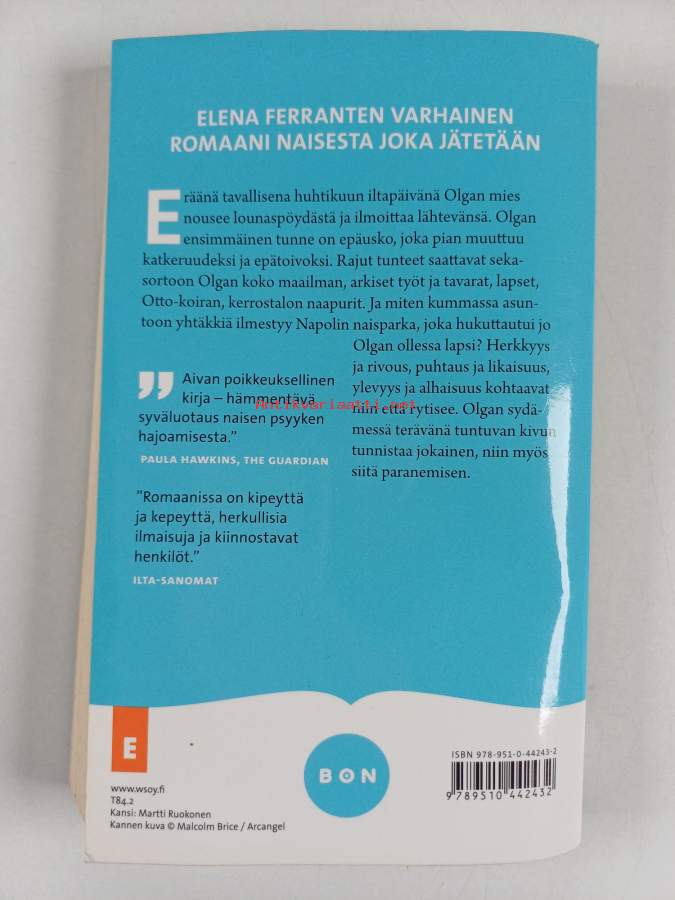 ELENA FERRANTEN VARHAINEN
ROMAANI NAISESTA JOKA JÄTETÄÄN
Eräänä tavallisena huhtikuun iltapäivänä Olgan mies
nousee lounaspöydästä ja ilmoittaa lähtevänsä. Olgan
ensimmäinen tunne on epäusko, joka pian muuttuu
katkeruudeksi ja epätoivoksi. Rajut tunteet saattavat seka-
sortoon Olgan koko maailman, arkiset työt ja tavarat, lapset,
Otto-koiran, kerrostalon naapurit. Ja miten kummassa asun-
toon yhtäkkiä ilmestyy Napolin naisparka, joka hukuttautui jo
Olgan ollessa lapsi? Herkkyys
ja rivous, puhtaus ja likaisuus,
ylevyys ja alhaisuus kohtaavat
niin että rytisee. Olgan sydä-
messä terävänä tuntuvan kivun
tunnistaa jokainen, niin myös
siitä paranemisen.
” Aivan poikkeuksellinen
kirja – hämmentävä
syväluotaus naisen psyyken
hajoamisesta.”
PAULA HAWKINS, THE GUARDIAN
”Romaanissa on kipeyttä
ja kepeyttä, herkullisia
ilmaisuja ja kiinnostavat
henkilöt.”
ILTA-SANOMAT
Antikvariaatti.net
E
BON
ISBN 978-951-0-44243-2
9 789510 442432
www.wsoy.fi
T84.2
Kansi: Martti Ruokonen
Kannen kuva © Malcolm Brice / Arcangel